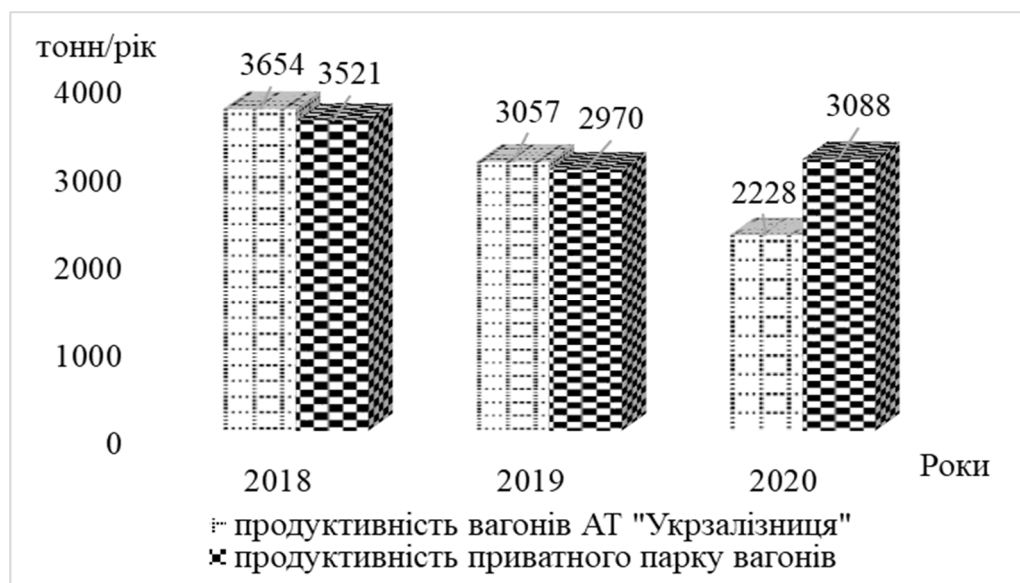 тонн/рік
3654 3521
4000
3057 2970
3088
3000
2228
2000
1000
0
2018 2019 2020
Роки
продуктивність вагонів АТ "Укрзалізниця"
продуктивність приватного парку вагонів